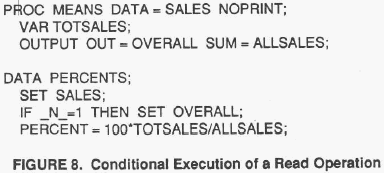 PROC MEANS DATA = SALES NOPRINT;
VAR TOTSALES;
OUTPUT OUT = OVERALL SUM = ALLSALES;
DATA PERCENTS;
SET SALES;
IF _N_=1 THEN SET OVERALL;
PERCENT = 100*TOTSALES/ALLSALES;
FIGURE 8. Conditional Execution of a Read Operation